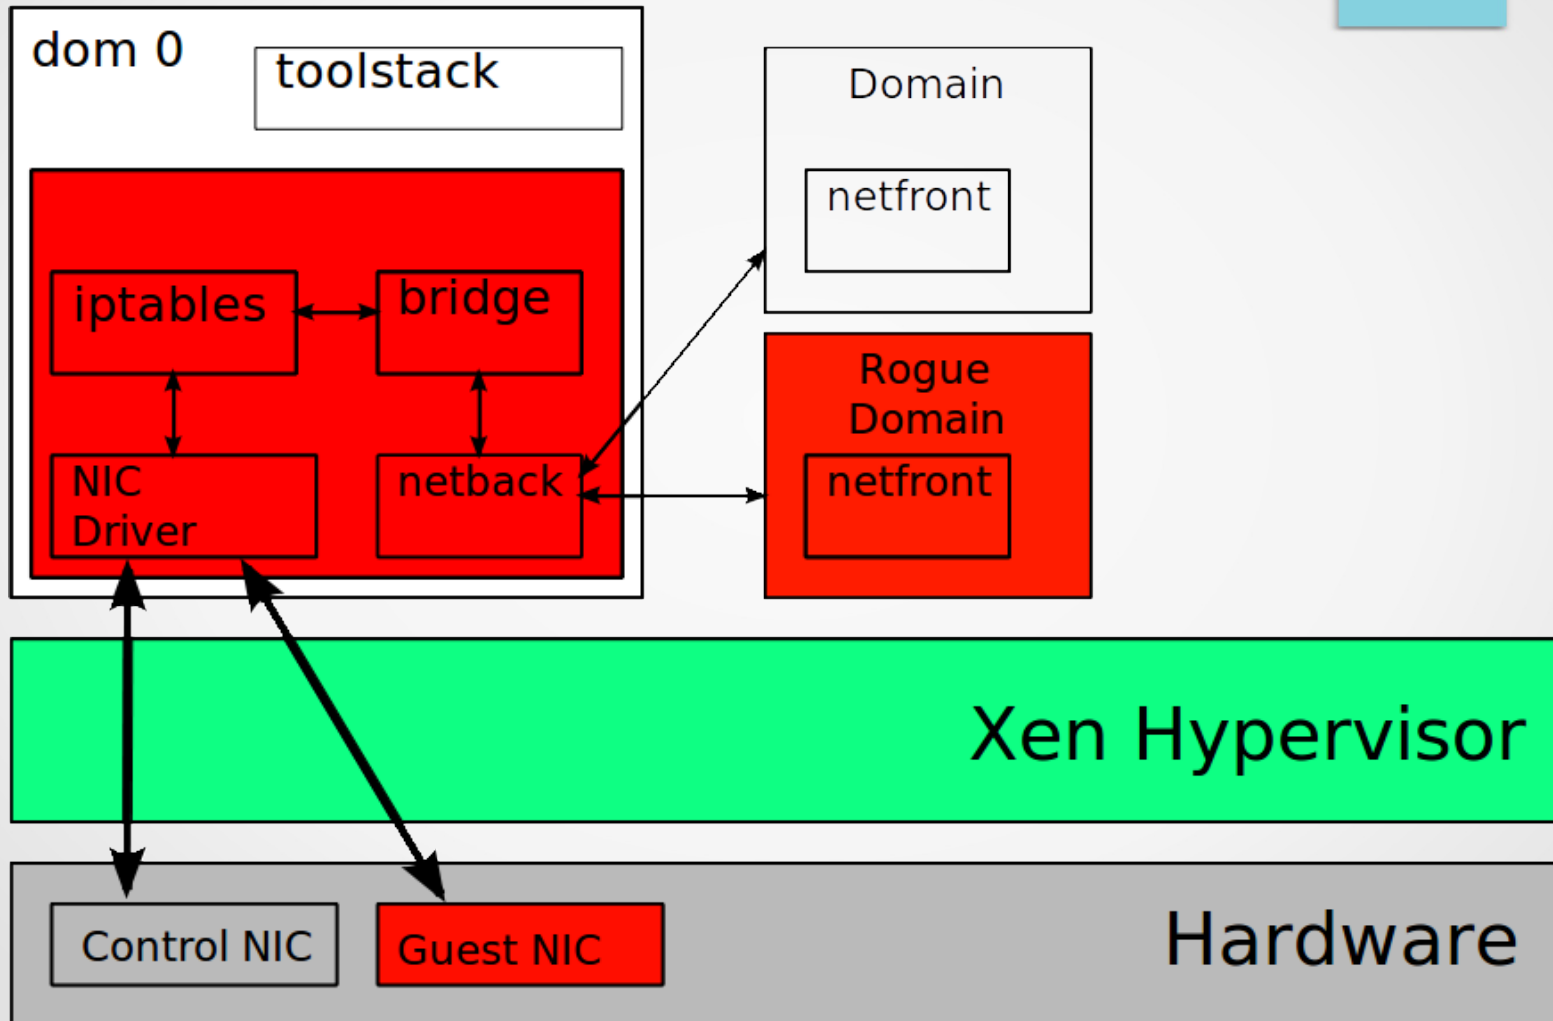 dom 0
toolstack
Domain
netfront
iptables
bridge
Rogue
Domain
NIC
Driver
netback
netfront
Xen Hypervisor
Control NIC
Guest NIC
Hardware